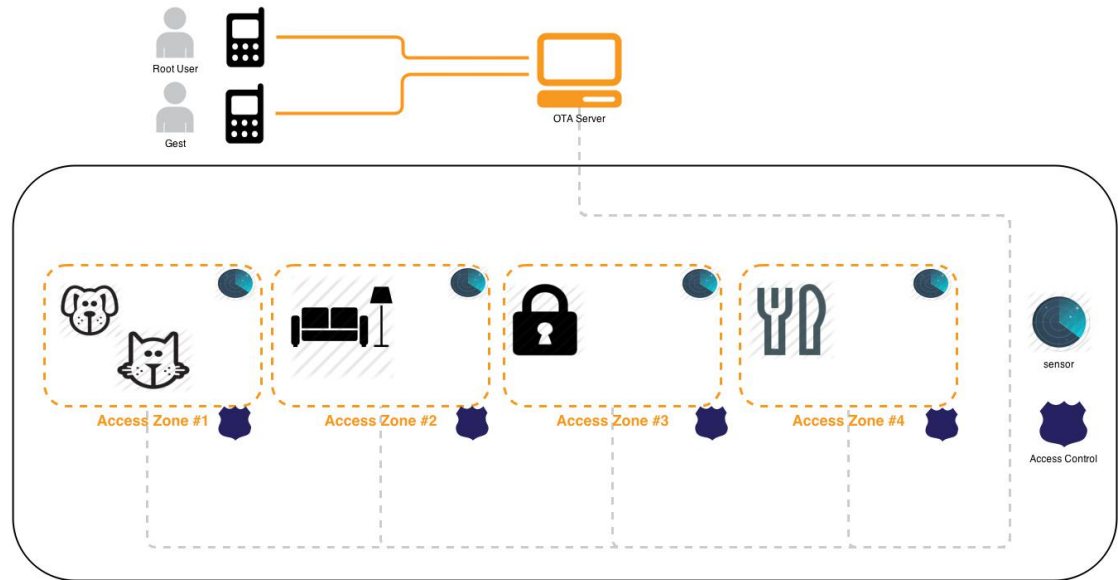 Root User
Gest
OTA Server
Access Zone #1
Access Zone #2
Access Zone #3
Access Zone #4
sensor
Access Control